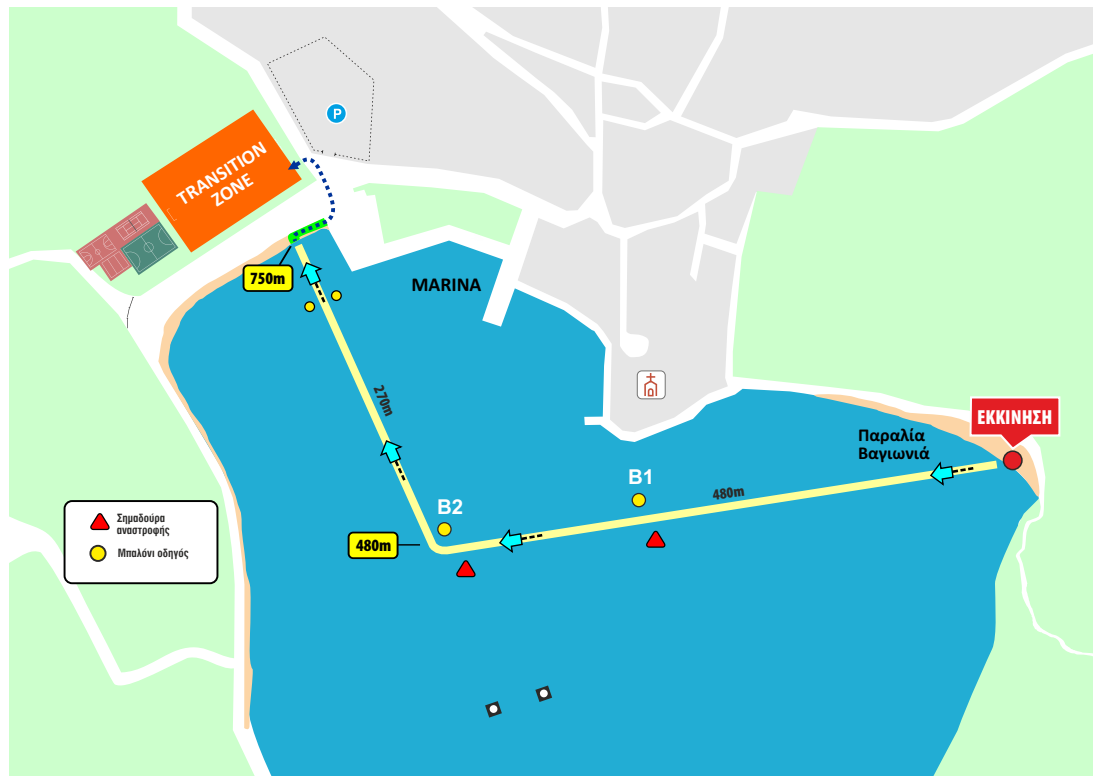 P
TRANSITION
ZONE
750m
MARINA
270m
ΕΚΚΙΝΗΣΗ
Παραλία
Βαγιωνιά
B1
480m
B2
480m
Σημαδούρα
αναστροφής
Μπαλόνι οδηγός